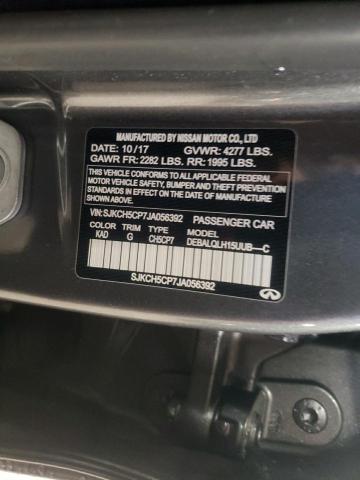 MANUFACTURED BY NISSAN MOTOR CO., LTD
DATE: 10/17 GVWR: 4277 LBS.
GAWR FR: 2282 LBS. RR: 1995 LBS.
THIS VEHICLE CONFORMS TO ALL APPLICABLE FEDERAL
MOTOR VEHICLE SAFETY, BUMPER AND THEFT PREVENTION
STANDARDS IN EFFECT ON THE DATE OF MANUFACTURE
SHOWN ABOVE.
VIN: SJKCH5CP7JA056392 PASSENGER CAR
COLOR TRIM TYPE MODEL
KAD G CH5CP7 DEBALQLH15UUB--C
SJKCH5CP7JA056392